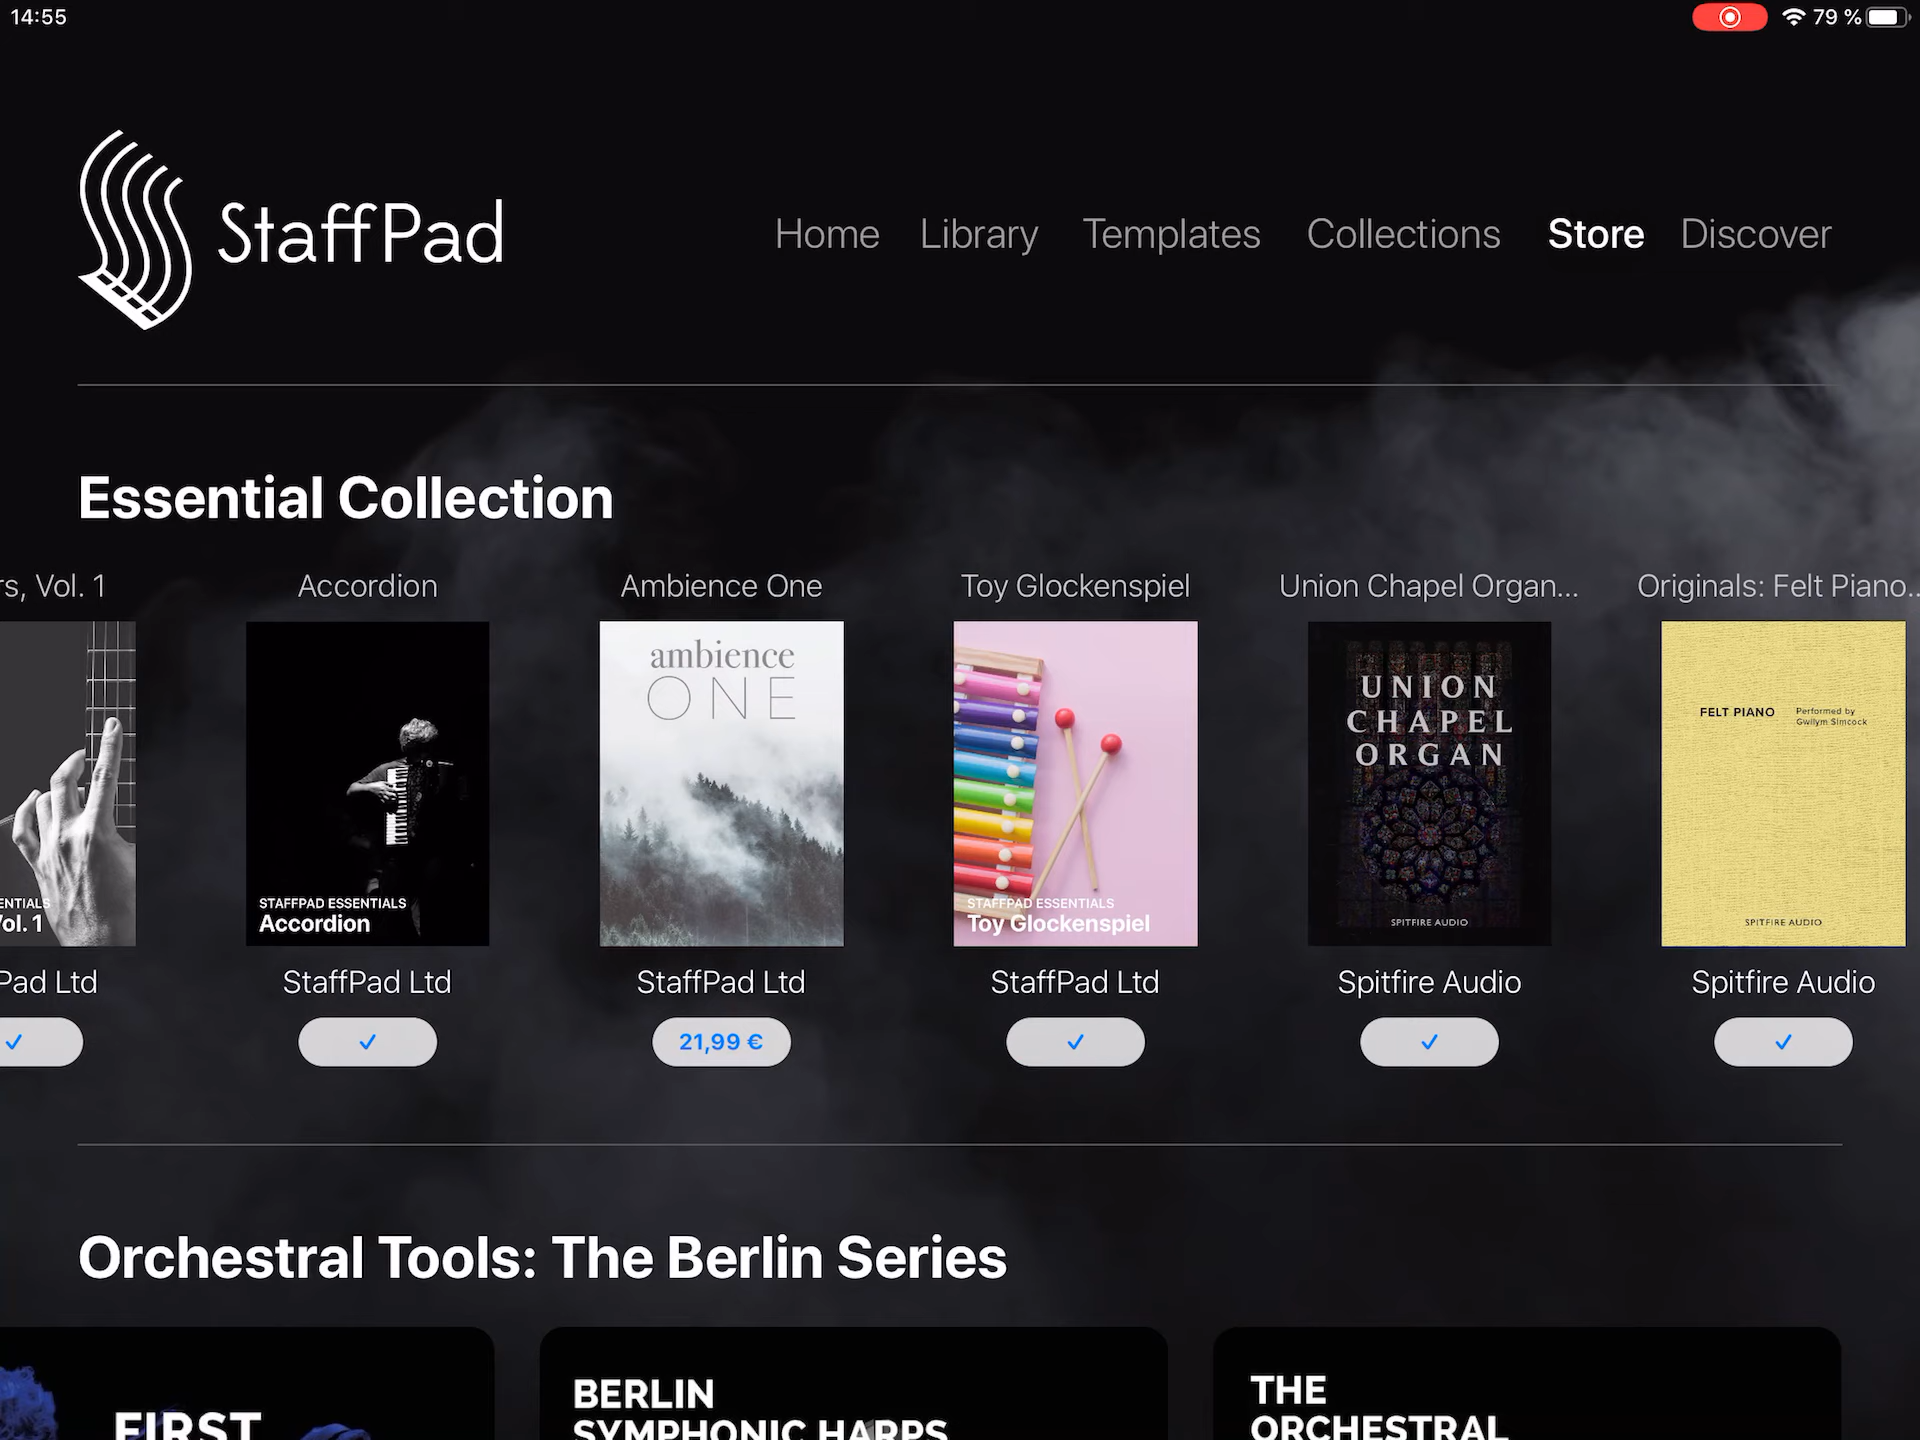 14:55
79 %
StaffPad
Home Library Templates Collections Store Discover
Essential Collection
rs, Vol. 1
Accordion
Ambience One
Toy Glockenspiel
Union Chapel Organ...
Originals: Felt Piano...
ENTIALS
Vol. 1
STAFFPAD ESSENTIALS
Accordion
ambience
ONE
STAFFPAD ESSENTIALS
Toy Glockenspiel
UNION
CHAPEL
ORGAN
SPITFIRE AUDIO
FELT PIANO
Performed by
Gwilym Simcock
SPITFIRE AUDIO
Pad Ltd
StaffPad Ltd
StaffPad Ltd
StaffPad Ltd
Spitfire Audio
Spitfire Audio
21,99 €
Orchestral Tools: The Berlin Series
FIRST
BERLIN
SYMPHONIC HARPS
THE
ORCHESTRAL